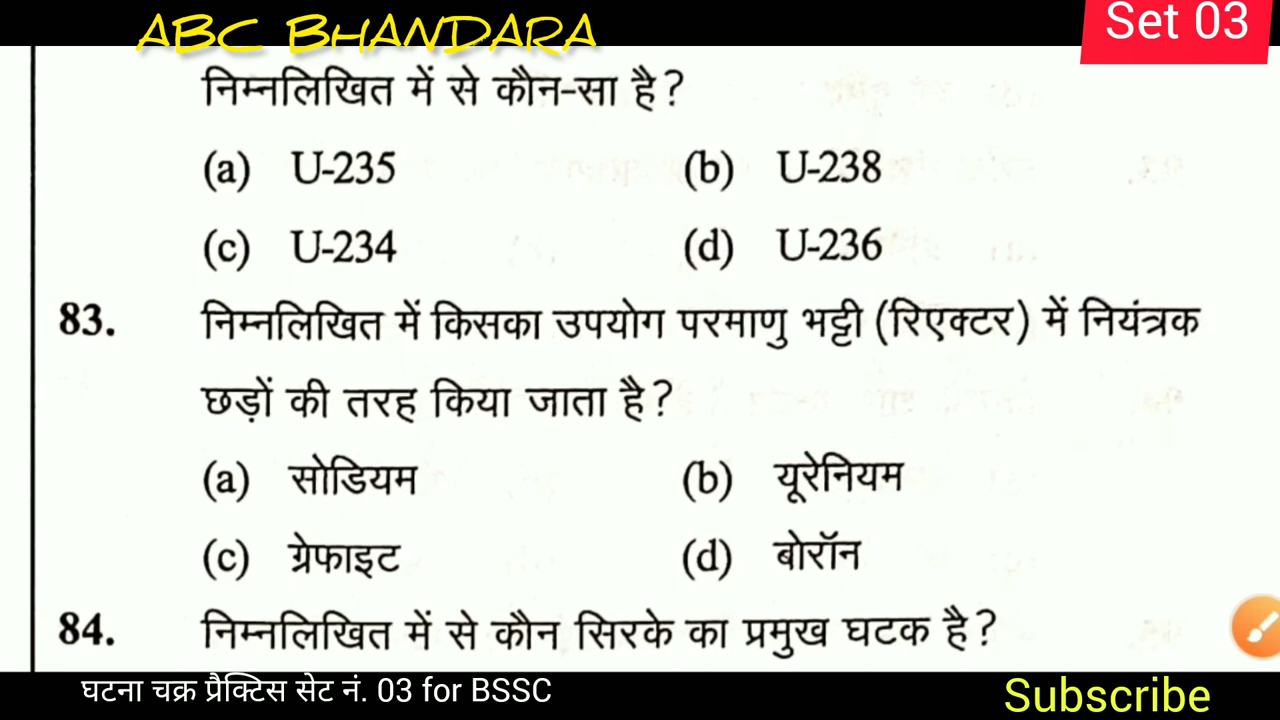 ABC BHANDARA
Set 03
निम्नलिखित में से कौन-सा है?
(a) U-235 (b) U-238
(c) U-234 (d) U-236
83. निम्नलिखित में किसका उपयोग परमाणु भट्टी (रिएक्टर) में नियंत्रक
छड़ों की तरह किया जाता है?
(a) सोडियम (b) यूरेनियम
(c) ग्रेफाइट (d) बोरॉन
84. निम्नलिखित में से कौन सिरके का प्रमुख घटक है?
घटना चक्र प्रैक्टिस सेट नं. 03 for BSSC
Subscribe